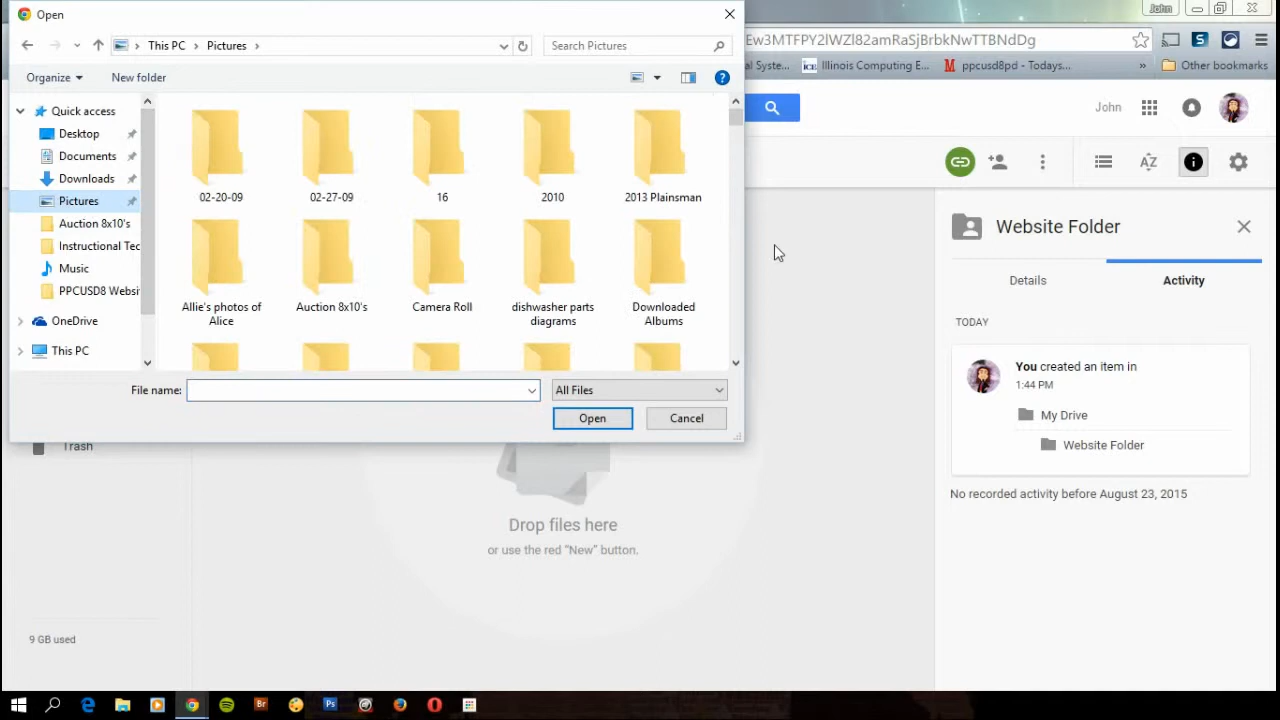 Open
John
This PC > Pictures >
Search Pictures
Ew3MTFPY2lWZl82amRaSjBrbkNwTTBNdDg
Organize
New folder
al Syste...
Illinois Computing E...
ppcusd8pd - Todays...
»
Other bookmarks
Quick access
Desktop
Documents
Downloads
Pictures
Auction 8x10's
Instructional Tec
Music
PPCUSD8 Websi
OneDrive
This PC
02-20-09
02-27-09
16
2010
2013 Plainsman
Allie's photos of
Alice
Auction 8x10's
Camera Roll
dishwasher parts
diagrams
Downloaded
Albums
File name:
All Files
Open
Cancel
John
AZ
Website Folder
Details
Activity
TODAY
You created an item in
1:44 PM
My Drive
Website Folder
No recorded activity before August 23, 2015
Trash
Drop files here
or use the red “New” button.
9 GB used
Br
Ps